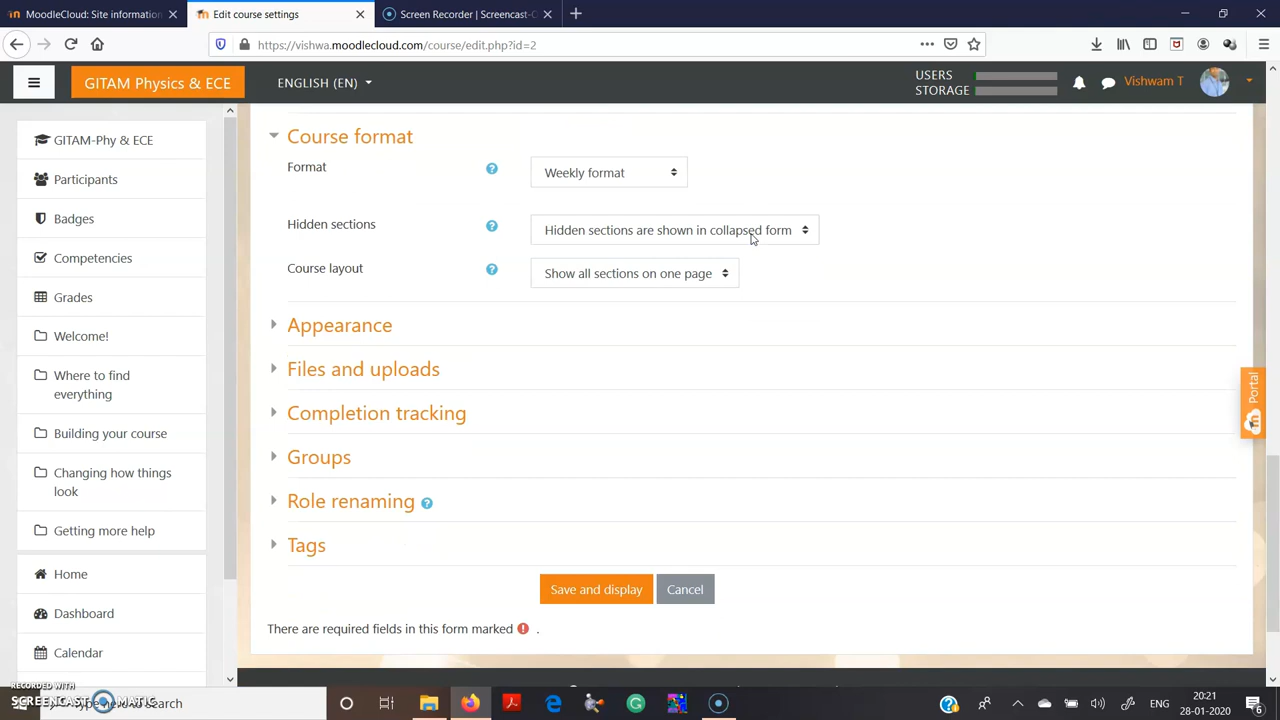 MoodleCloud: Site information
Edit course settings
Screen Recorder | Screencast-O
https://vishwa.moodlecloud.com/course/edit.php?id=2
GITAM Physics & ECE
ENGLISH (EN)
USERS
STORAGE
Vishwam T
GITAM-Phy & ECE
Participants
Badges
Competencies
Grades
Welcome!
Where to find
everything
Building your course
Changing how things
look
Getting more help
Home
Dashboard
Calendar
Course format
Format
Weekly format
Hidden sections
Hidden sections are shown in collapsed form
Course layout
Show all sections on one page
Appearance
Files and uploads
Completion tracking
Groups
Role renaming
Tags
Save and display
Cancel
There are required fields in this form marked .
Portal
RECORDED WITH
SCREENCAST MATIC
here to search
ENG
20:21
28-01-2020
6